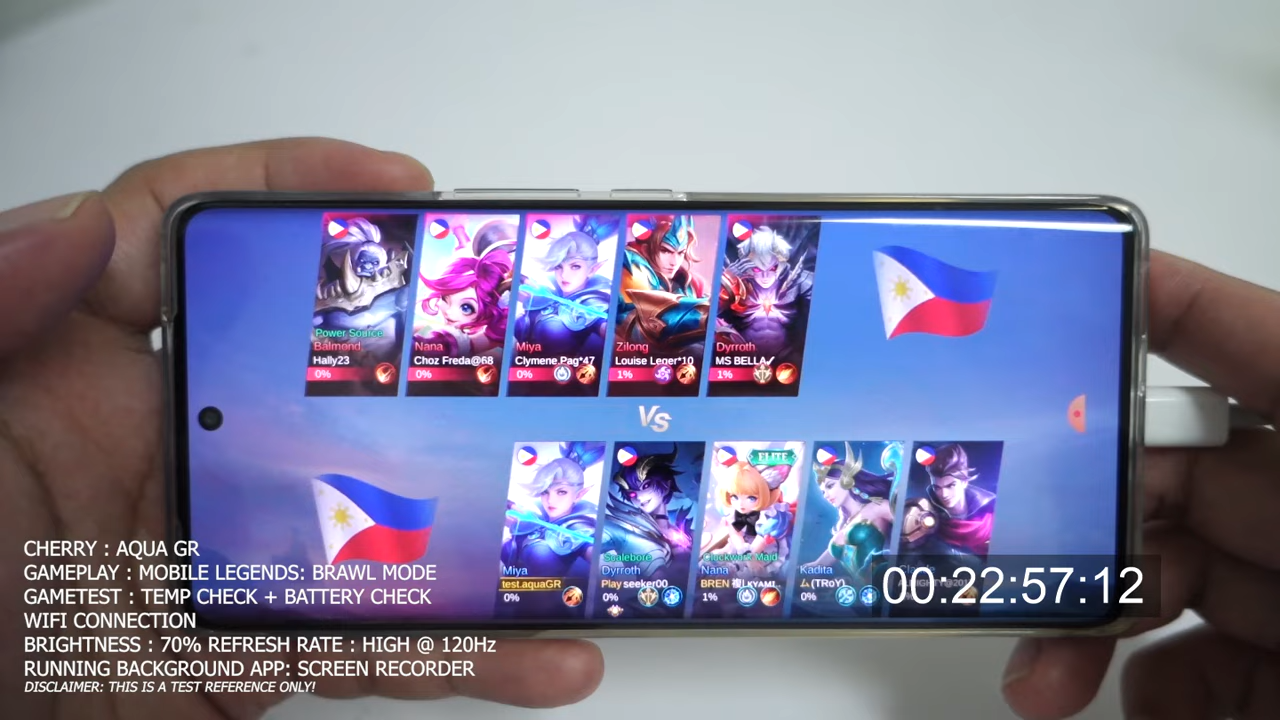 Power Source
Balmond
Hally23
0%
Nana
Choz Freda@68
0%
Miya
Clymene.Pag*47
0%
Zilong
Louise Leger*10
1%
Dyrroth
MS BELLA✓
1%
Vs
Miya
test.aquaGR
0%
Scalebore
Dyrroth
Play seeker00
0%
ELITE
Clockwork Maid
Nana
BREN
1%
Kadita
ム(TRoY)
0%
00:22:57:12
CHERRY : AQUA GR
GAMEPLAY : MOBILE LEGENDS: BRAWL MODE
GAMETEST : TEMP CHECK + BATTERY CHECK
WIFI CONNECTION
BRIGHTNESS : 70% REFRESH RATE : HIGH @ 120Hz
RUNNING BACKGROUND APP: SCREEN RECORDER
DISCLAIMER: THIS IS A TEST REFERENCE ONLY!